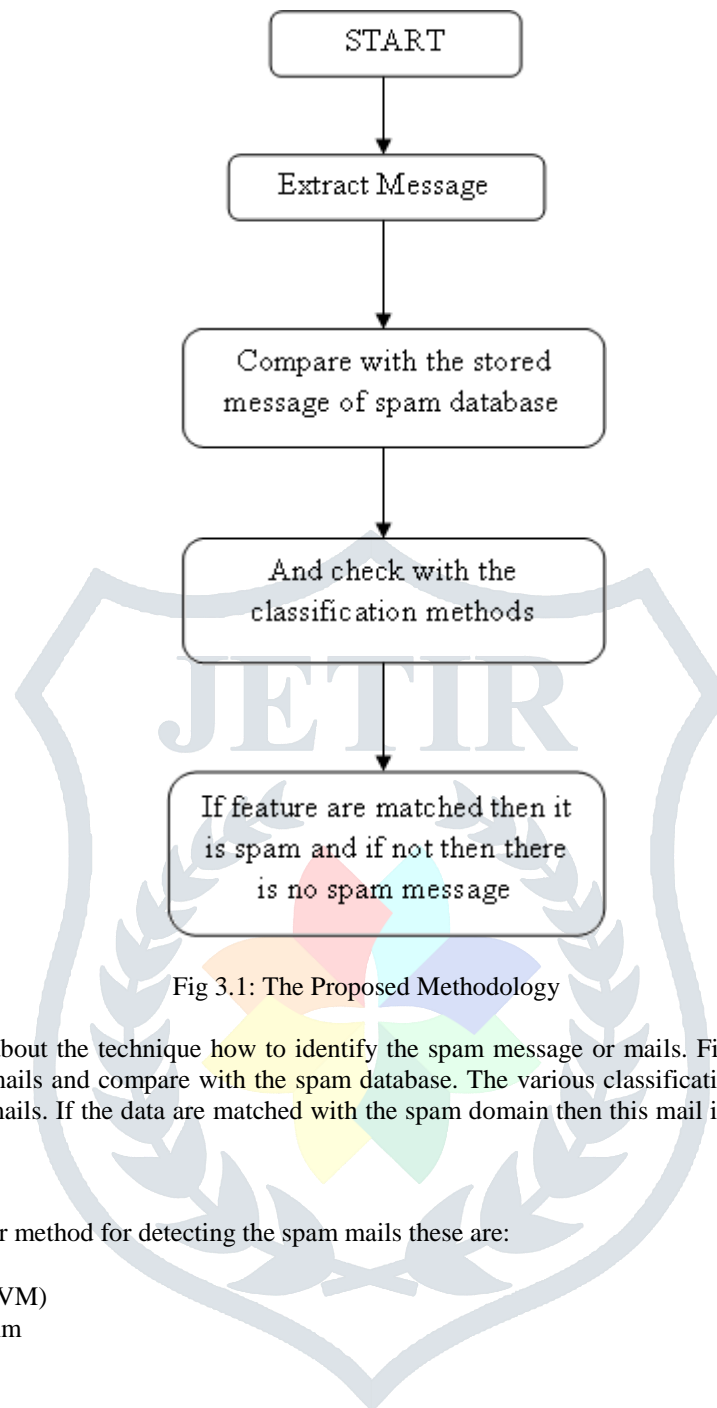 START
Extract Message
Compare with the stored
message of spam database
And check with the
classification methods
JETIR
If feature are matched then it
is spam and if not then there
is no spam message
Fig 3.1: The Proposed Methodology
about the technique how to identify the spam message or mails. Fi
nails and compare with the spam database. The various classificati
nails. If the data are matched with the spam domain then this mail i
r method for detecting the spam mails these are:
VM)